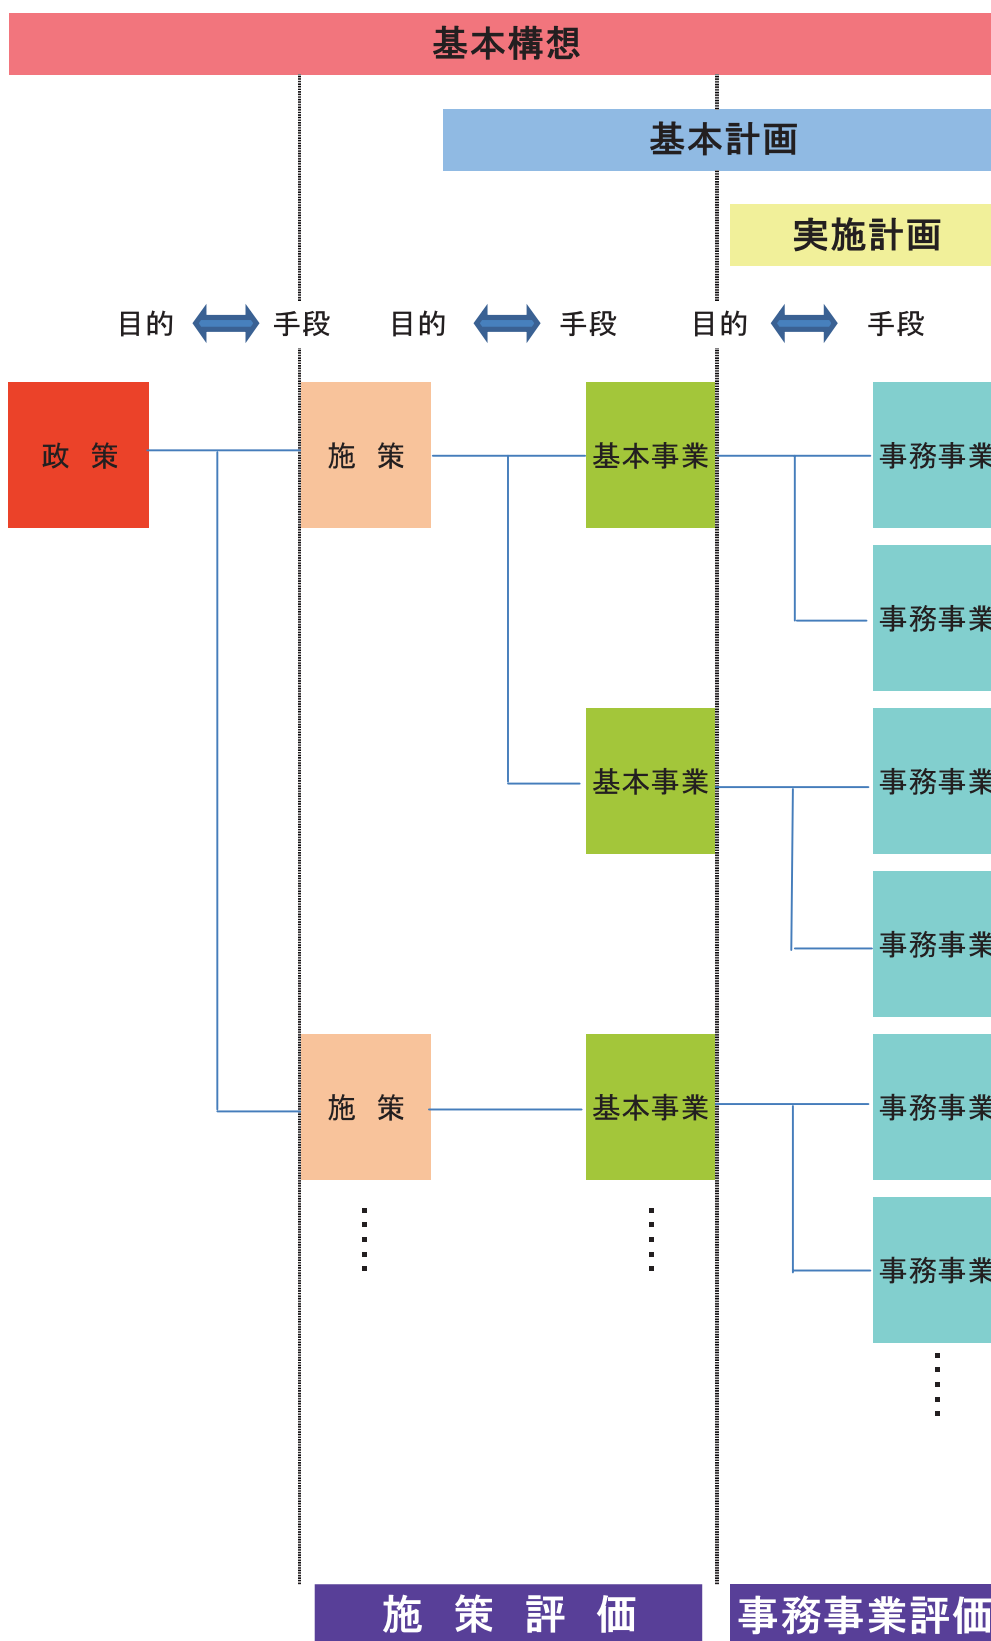 基本構想
基本計画
実施計画
目的 手段 目的 手段 目的 手段
政 策 施 策 基本事業 事務事業
事務事業
基本事業 事務事業
事務事業
施 策 基本事業 事務事業
事務事業
施 策 評 価 事務事業評価